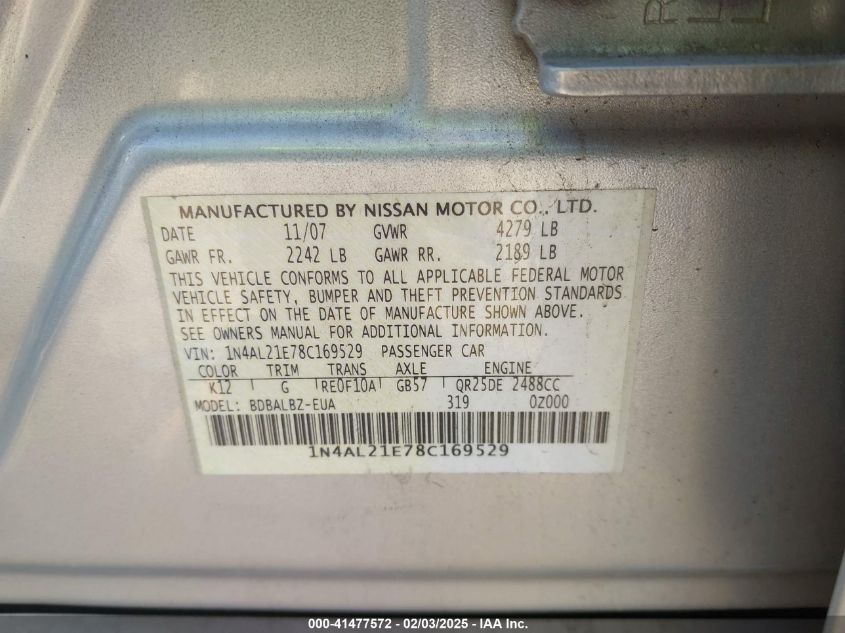 MANUFACTURED BY NISSAN MOTOR CO., LTD.
DATE 11/07 GVWR 4279 LB
GAWR FR. 2242 LB GAWR RR. 2189 LB
THIS VEHICLE CONFORMS TO ALL APPLICABLE FEDERAL MOTOR
VEHICLE SAFETY, BUMPER AND THEFT PREVENTION STANDARDS
IN EFFECT ON THE DATE OF MANUFACTURE SHOWN ABOVE.
SEE OWNERS MANUAL FOR ADDITIONAL INFORMATION.
VIN: 1N4AL21E78C169529 PASSENGER CAR
COLOR TRIM TRANS AXLE ENGINE
K12 G RE0F10A GB57 QR25DE 2488CC
MODEL: BDBALBZ-EUA 319 0Z000
1N4AL21E78C169529
000-41477572 - 02/03/2025 - IAA Inc.